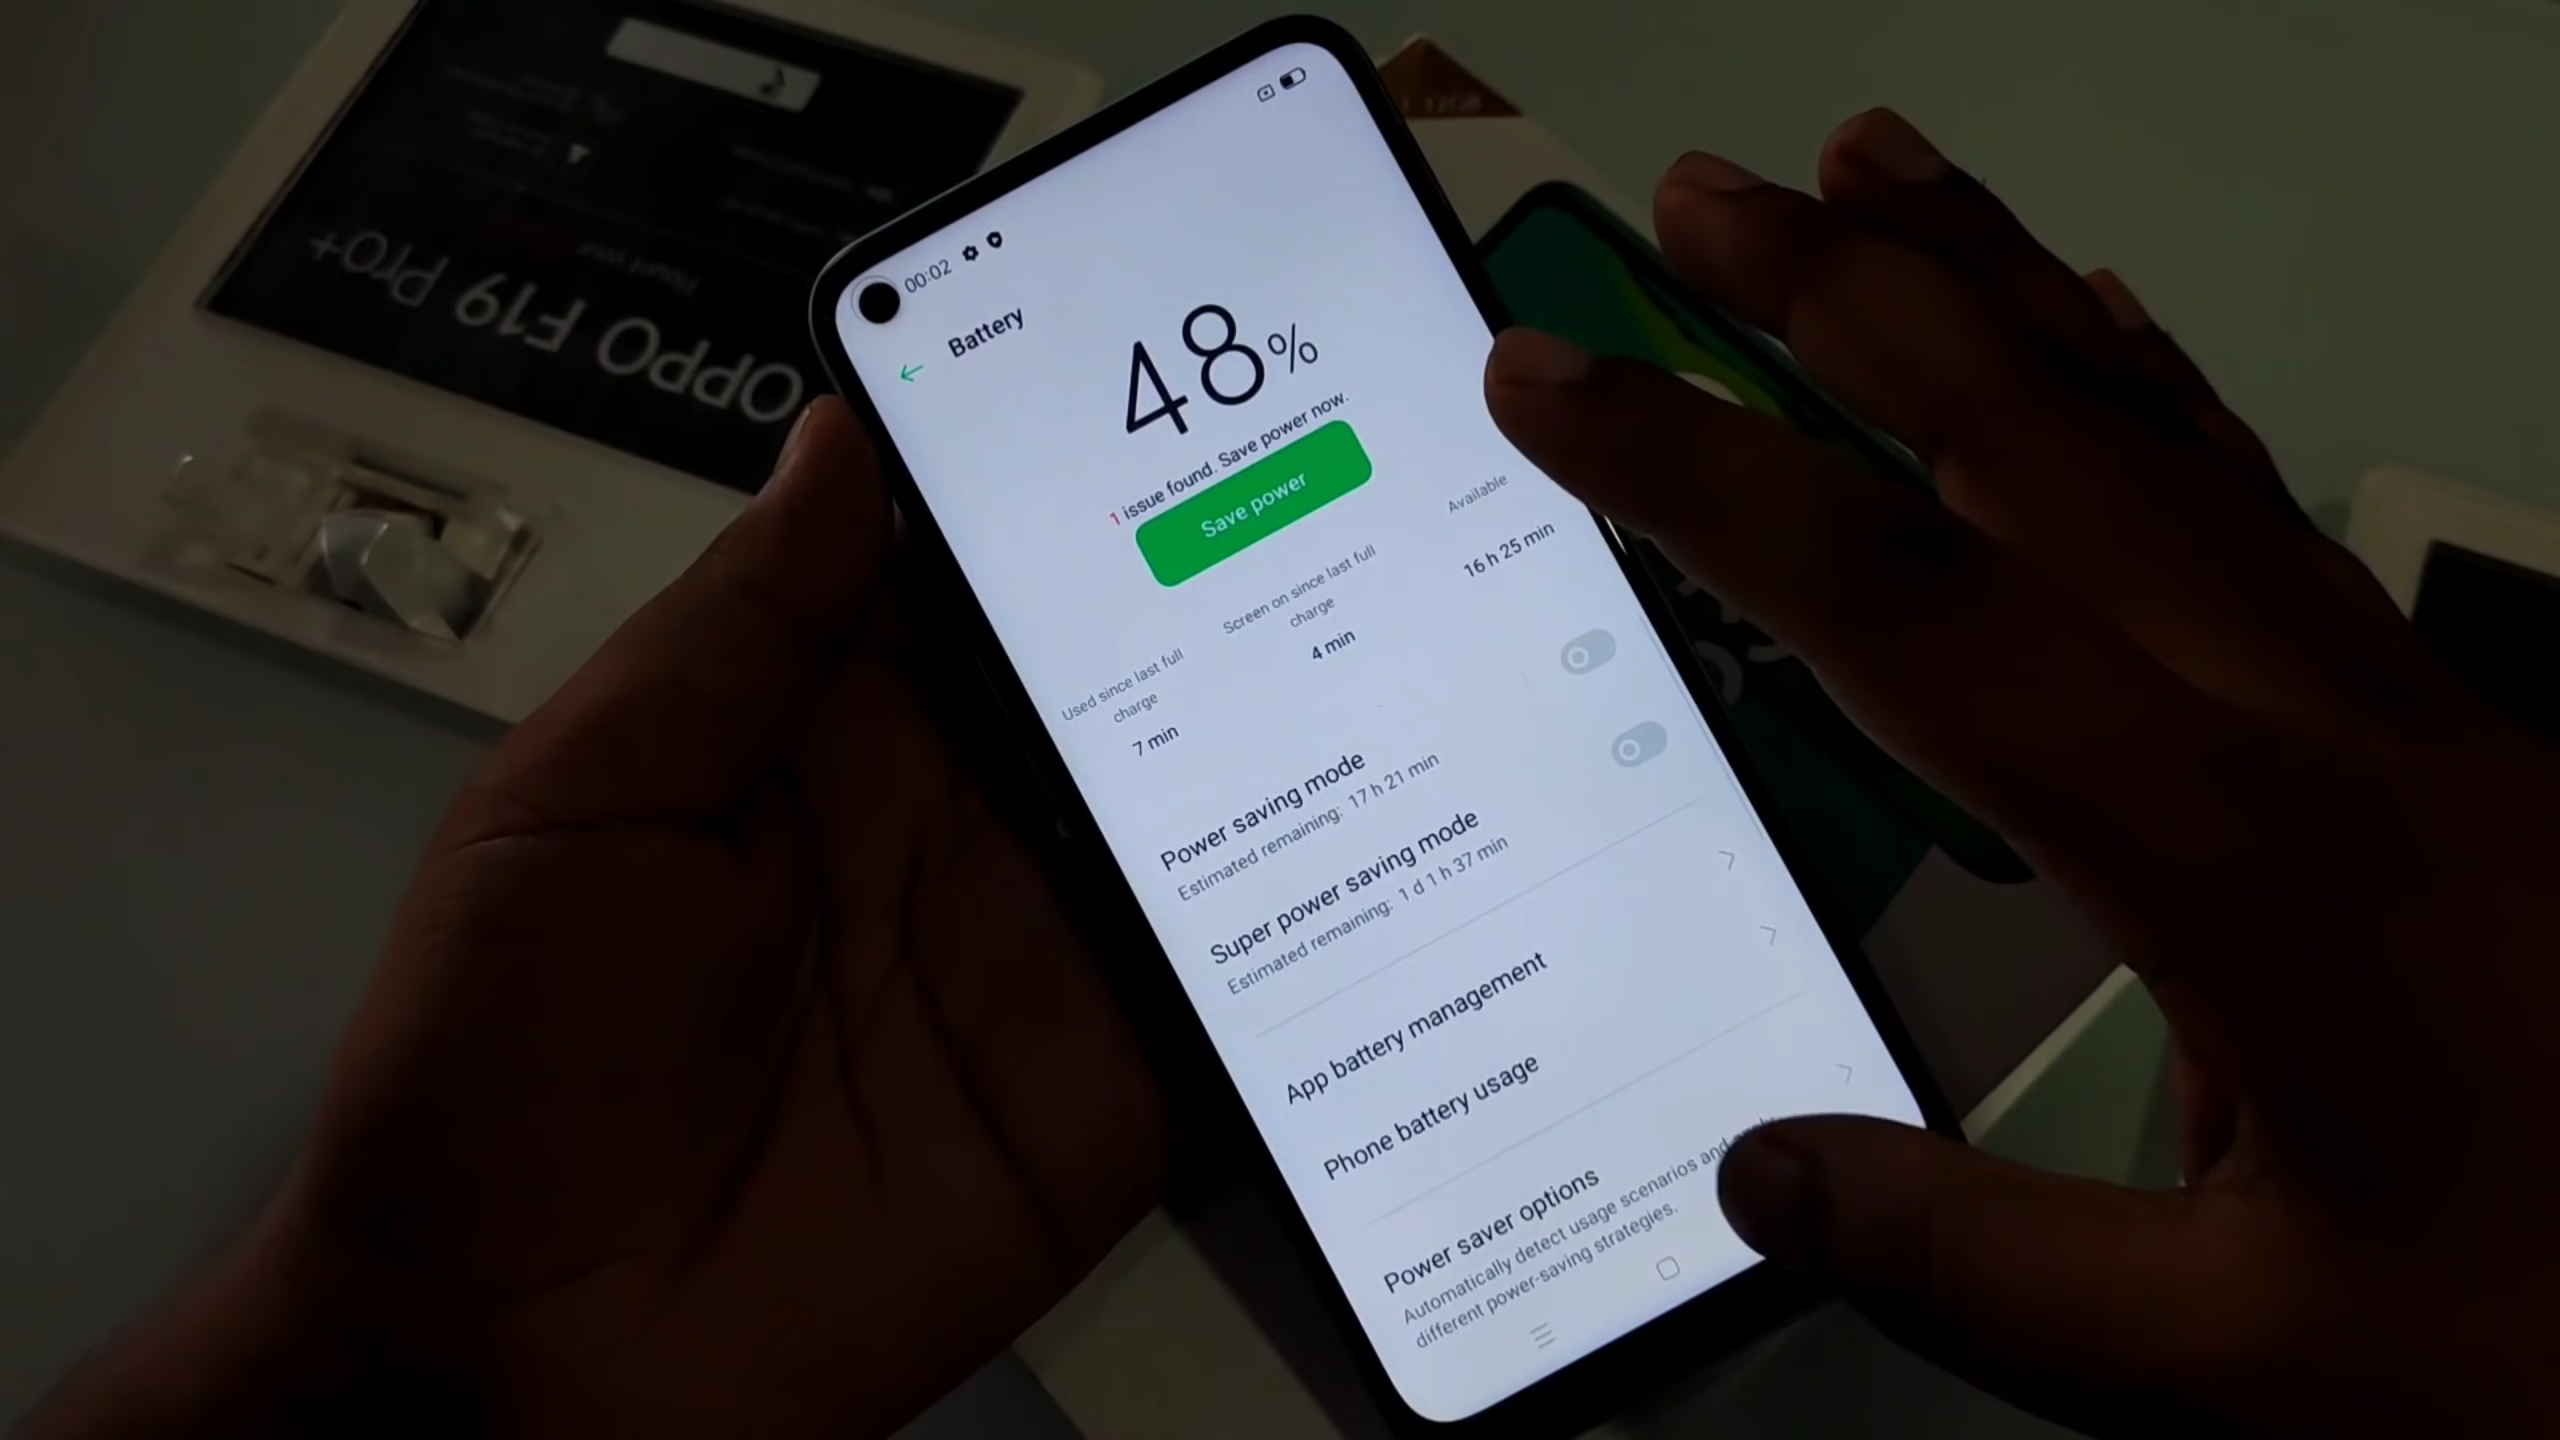 OPPO F19 Pro+
12GB
00:02
Battery
48%
1 issue found. Save power now.
Save power
Used since last full
charge
7 min
Screen on since last full
charge
4 min
Available
16 h 25 min
Power saving mode
Estimated remaining: 17 h 21 min
Super power saving mode
Estimated remaining: 1 d 1 h 37 min
App battery management
Phone battery usage
Power saver options
Automatically detect usage scenarios and
different power-saving strategies.